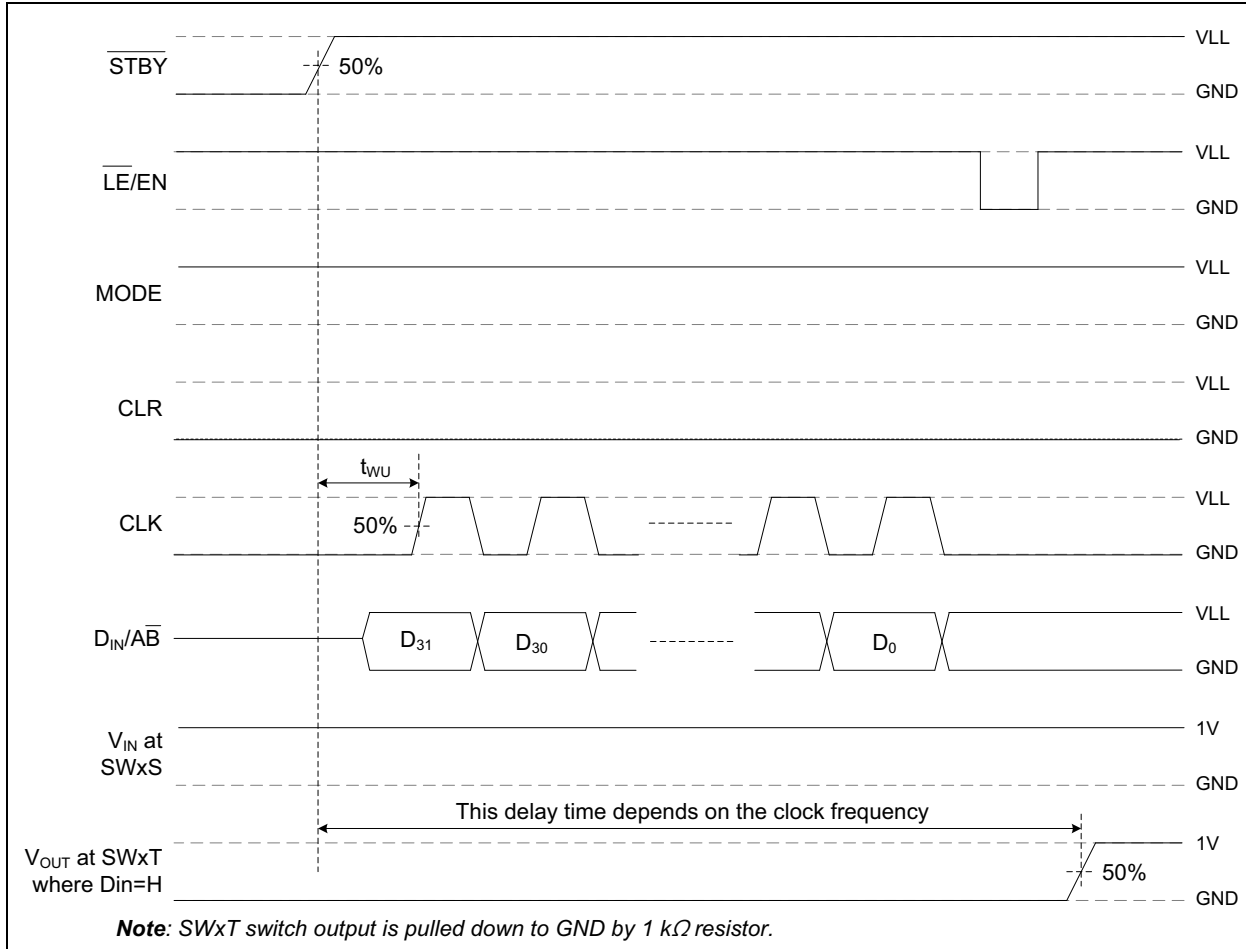 STBY
50%
VLL
GND
LE/EN
VLL
GND
MODE
VLL
GND
CLR
VLL
GND
tWU
CLK
50%
VLL
GND
DIN/AB
D31
D30
D0
VLL
GND
VIN at
SWxS
1V
GND
This delay time depends on the clock frequency
VOUT at SWxT
where Din=H
50%
1V
GND
Note: SWxT switch output is pulled down to GND by 1 kΩ resistor.